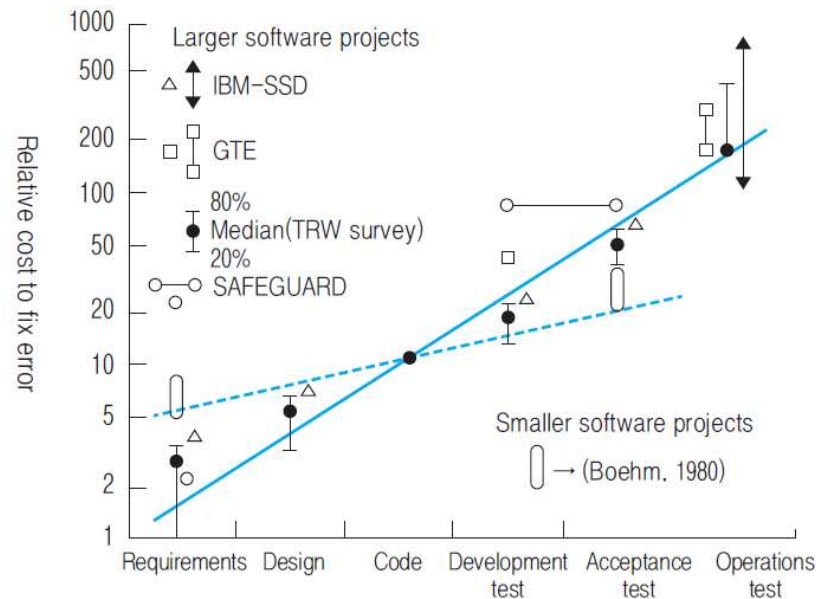 1000
500
200
100
50
20
10
5
2
1
Relative cost to fix error
Larger software projects
IBM-SSD
GTE
80%
Median(TRW survey)
20%
SAFEGUARD
Smaller software projects
→ (Boehm. 1980)
Requirements
Design
Code
Development
test
Acceptance
test
Operations
test